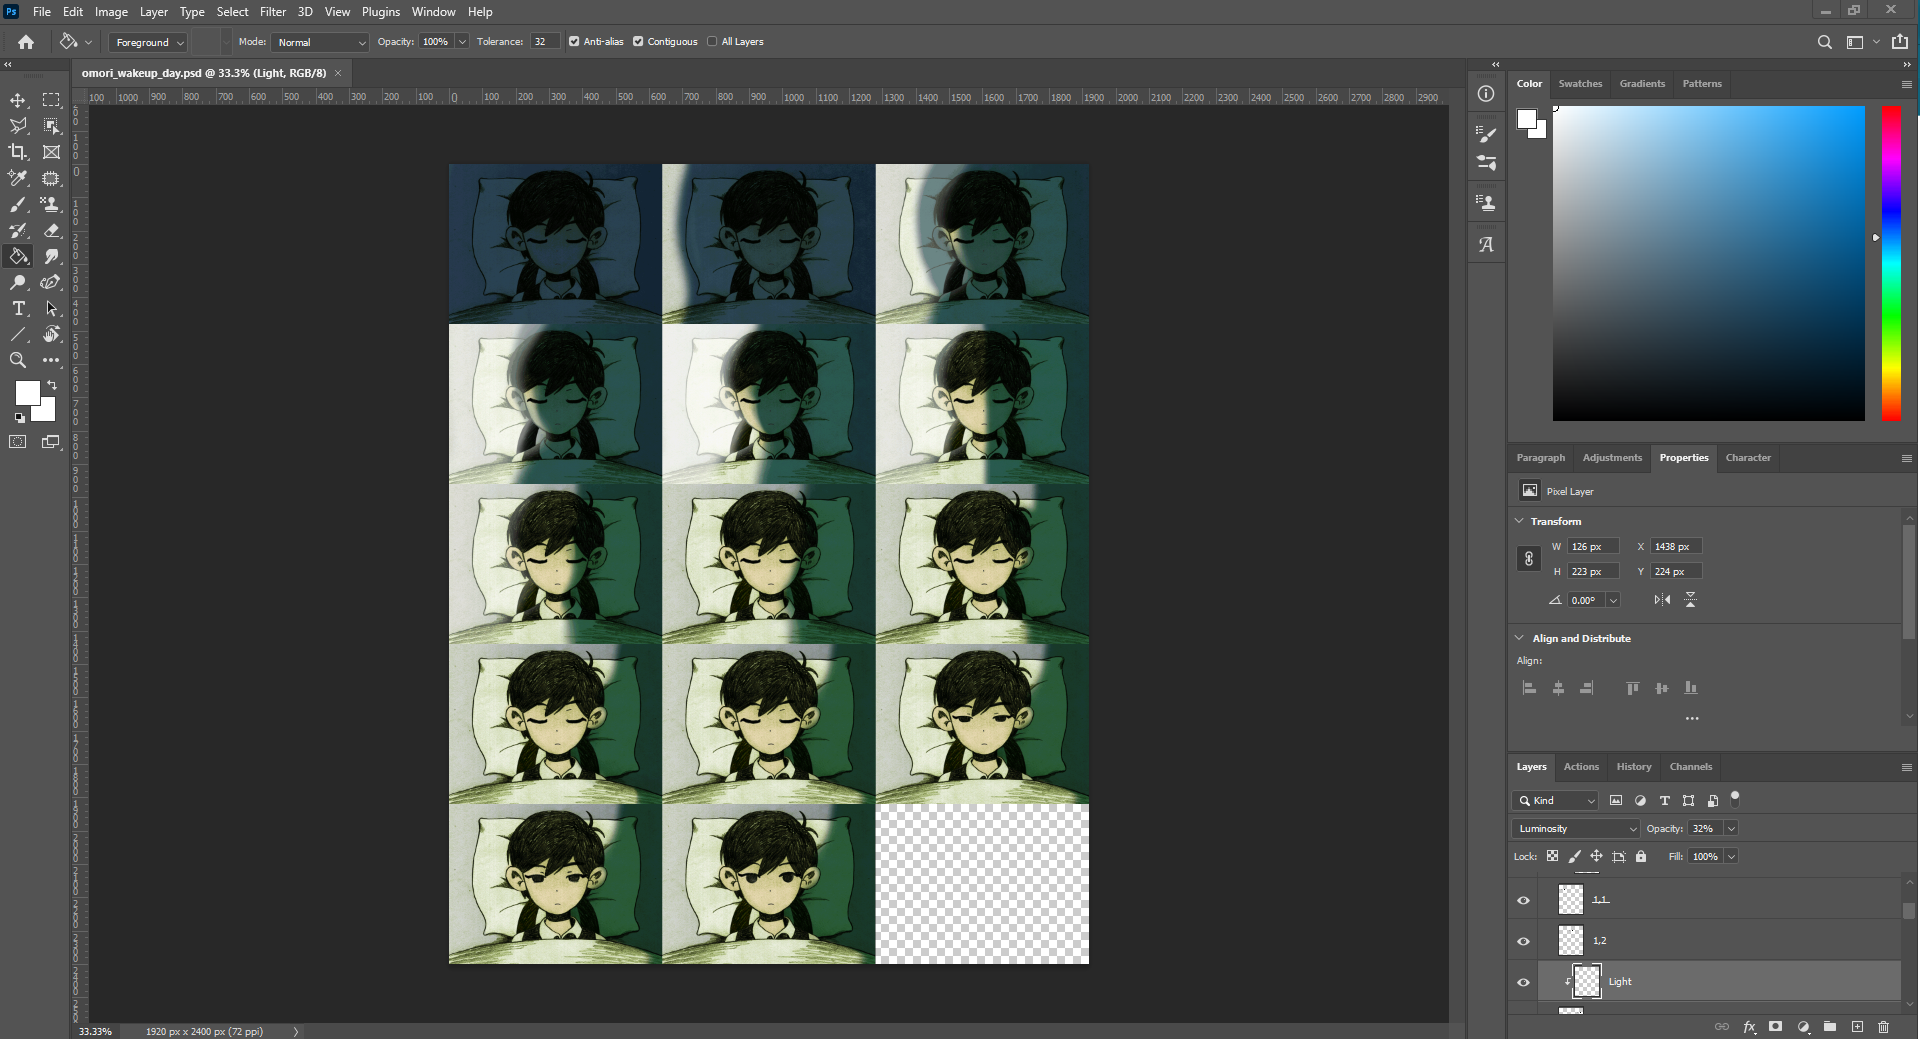 Ps File Edit Image Layer Type Select Filter 3D View Plugins Window Help
Foreground Mode: Normal Opacity: 100% Tolerance: 32 Anti-alias Contiguous All Layers
omori_wakeup_day.psd @ 33.3% (Light, RGB/8) ×
100 1000 900 800 700 600 500 400 300 200 100 0 100 200 300 400 500 600 700 800 900 1000 1100 1200 1300 1400 1500 1600 1700 1800 1900 2000 2100 2200 2300 2400 2500 2600 2700 2800 2900
Color Swatches Gradients Patterns
Paragraph Adjustments Properties Character
Pixel Layer
Transform
W 126 px X 1438 px
H 223 px Y 224 px
0.00°
Align and Distribute
Align:
Layers Actions History Channels
Kind
Luminosity Opacity: 32%
Lock: Fill: 100%
1,1
1,2
Light
fx
33.33% 1920 px x 2400 px (72 ppi)